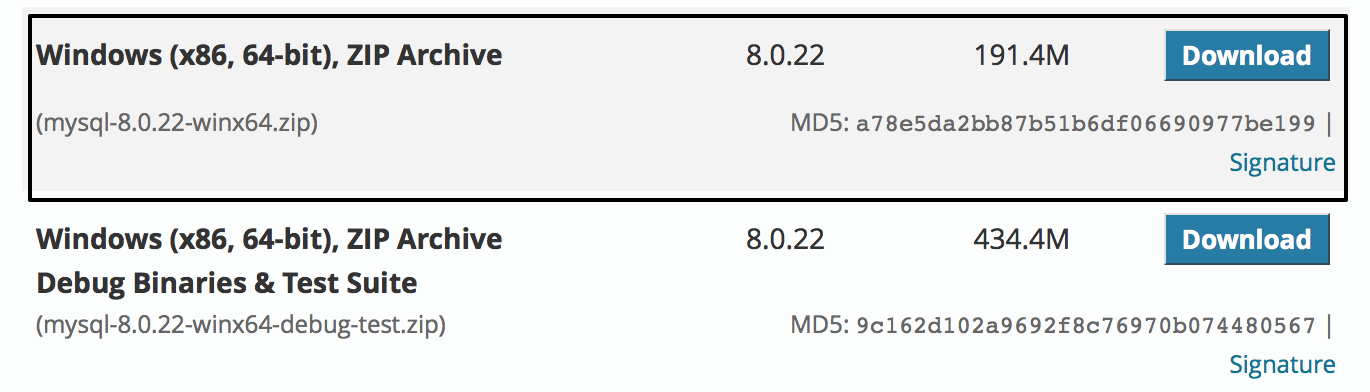 Windows (x86, 64-bit), ZIP Archive 8.0.22 191.4M Download
(mysql-8.0.22-winx64.zip) MD5: a78e5da2bb87b51b6df06690977be199 |
Signature
Windows (x86, 64-bit), ZIP Archive 8.0.22 434.4M Download
Debug Binaries & Test Suite
(mysql-8.0.22-winx64-debug-test.zip) MD5: 9c162d102a9692f8c76970b074480567 |
Signature